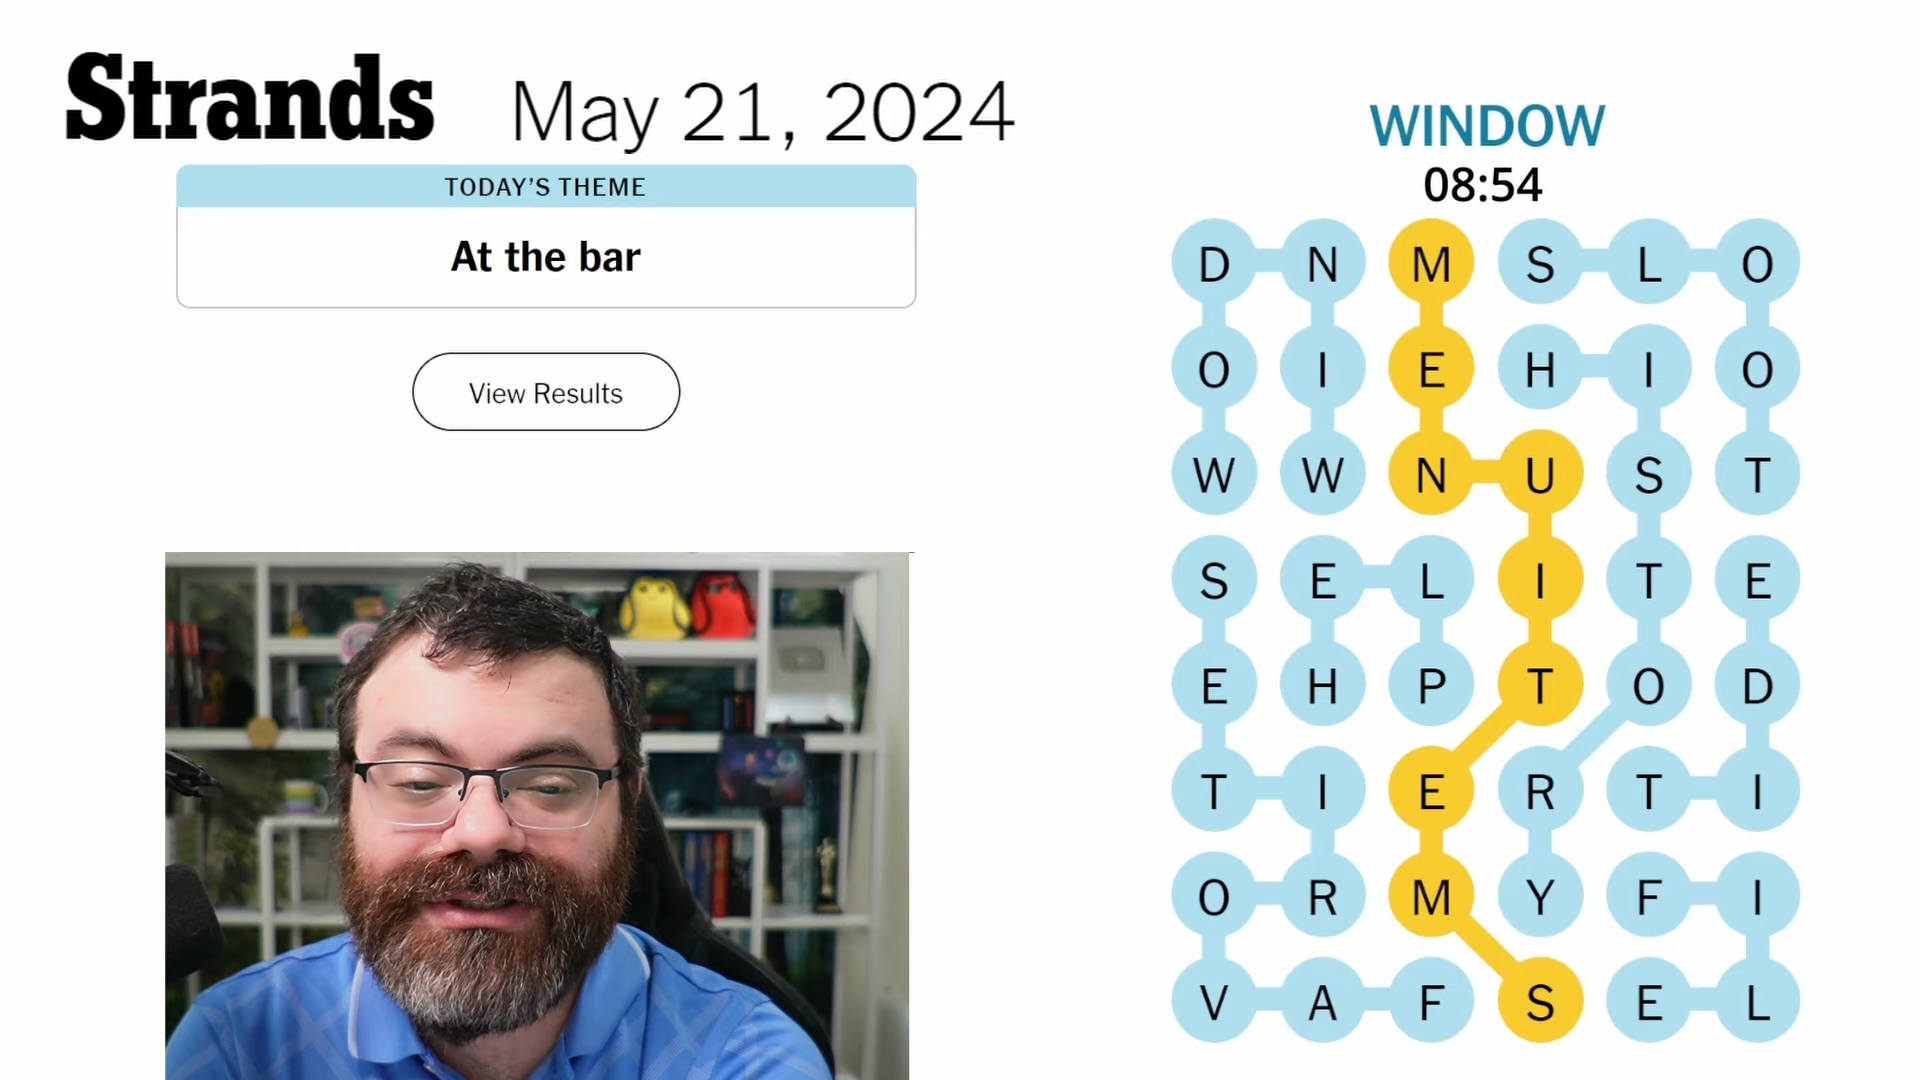 Strands May 21, 2024
TODAY'S THEME
At the bar
View Results
WINDOW
08:54
D N M S L O
O I E H I O
W W N U S T
S E L I T E
E H P T O D
T I E R T I
O R M Y F I
V A F S E L